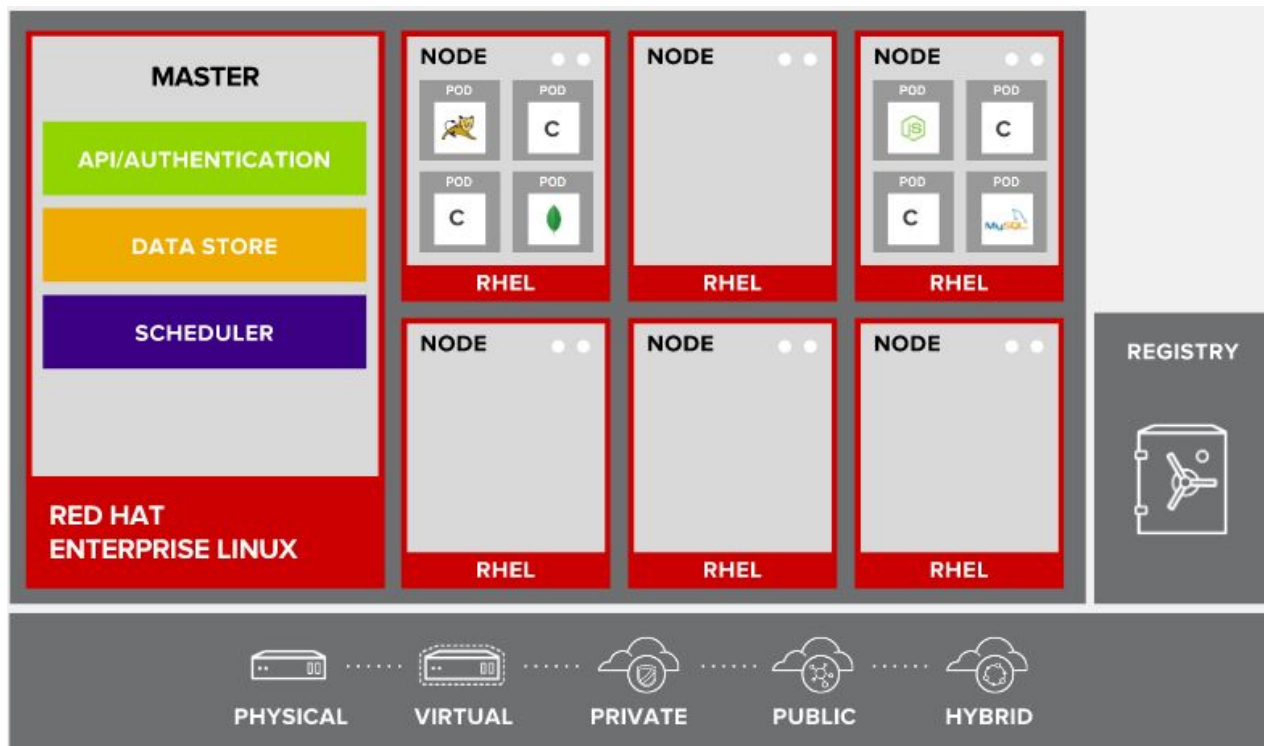 MASTER
API/AUTHENTICATION
DATA STORE
SCHEDULER
RED HAT
ENTERPRISE LINUX
NODE
POD
POD
C
POD
POD
C
RHEL
NODE
RHEL
NODE
POD
POD
JS
C
POD
POD
C
MySQL
RHEL
NODE
RHEL
NODE
RHEL
NODE
RHEL
REGISTRY
PHYSICAL
VIRTUAL
PRIVATE
PUBLIC
HYBRID